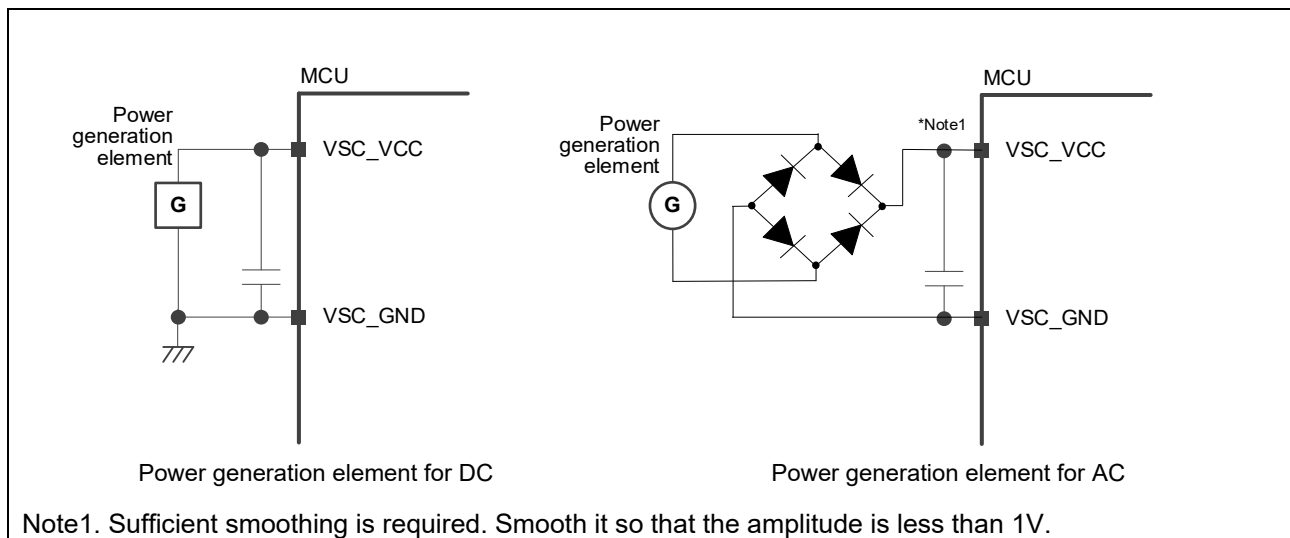 MCU
Power
generation
element
VSC_VCC
G
VSC_GND
Power generation element for DC
MCU
Power
generation
element
*Note1
VSC_VCC
G
VSC_GND
Power generation element for AC
Note1. Sufficient smoothing is required. Smooth it so that the amplitude is less than 1V.